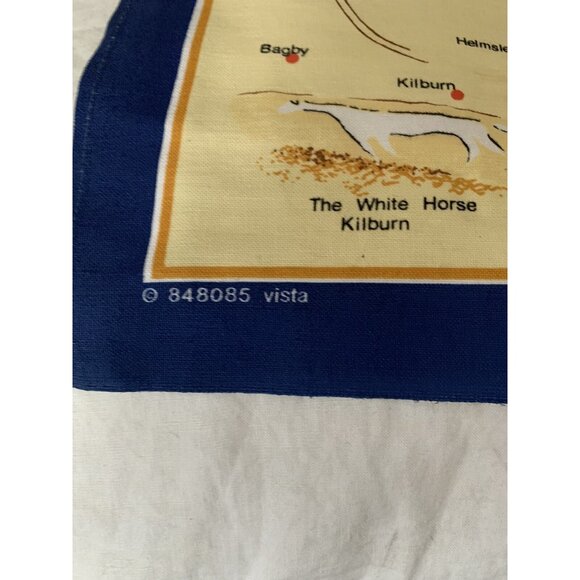 Helmsle
Bagby
Kilburn
The White Horse
Kilburn
© 848085 vista